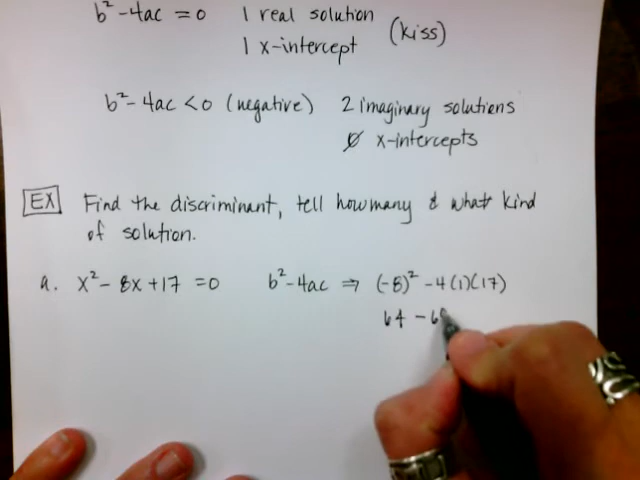 b² - 4ac = 0 1 real solution
1 x-intercept (kiss)
b² - 4ac < 0 (negative) 2 imaginary solutions
0 x-intercepts
EX Find the discriminant, tell how many & what kind
of solution.
a. x² - 8x + 17 = 0 b² - 4ac ⇒ (-8)² - 4(1)(17)
64 - 6